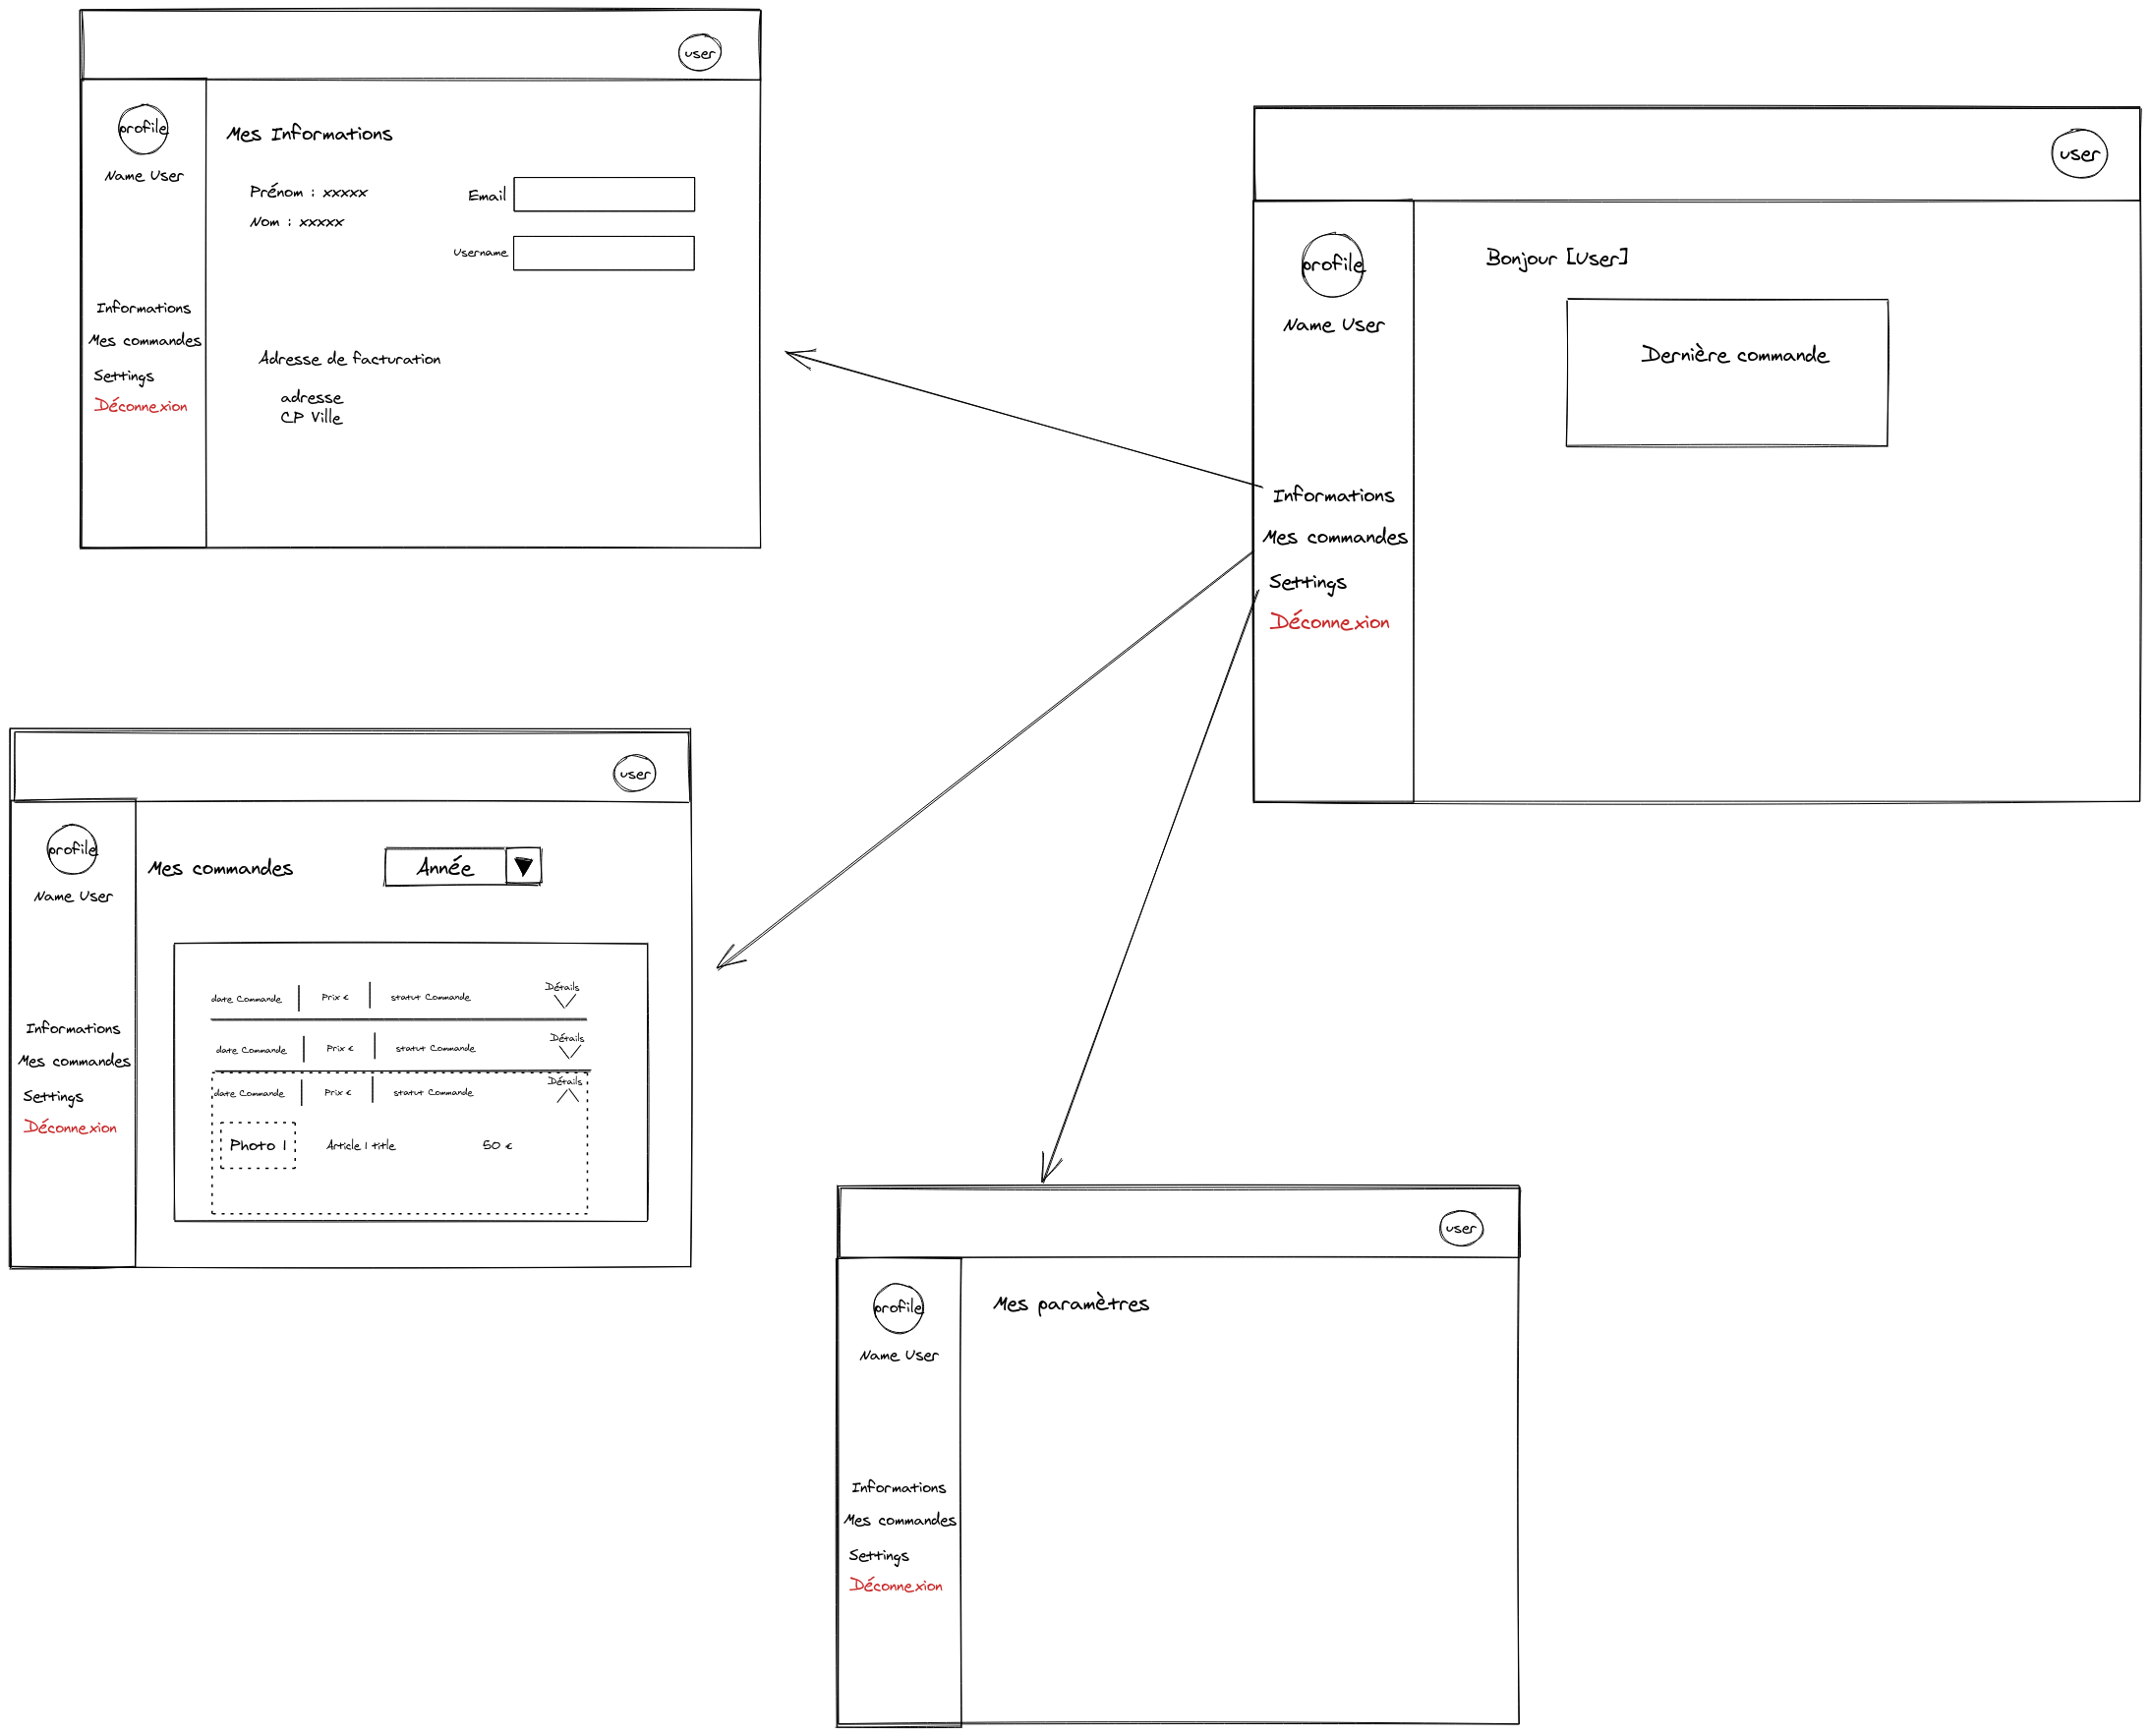 user
profile
Name User
Mes Informations
Prénom : xxxxx
Nom : xxxxx
Email
Username
Informations
Mes commandes
Settings
Déconnexion
Adresse de facturation
adresse
CP Ville
user
profile
Name User
Bonjour [User]
Dernière commande
Informations
Mes commandes
Settings
Déconnexion
user
profile
Name User
Mes commandes
Année
date Commande
Prix €
statut Commande
Détails
date Commande
Prix €
statut Commande
Détails
date Commande
Prix €
statut Commande
Détails
Photo 1
Article 1 title
50 €
Informations
Mes commandes
Settings
Déconnexion
user
profile
Name User
Mes paramètres
Informations
Mes commandes
Settings
Déconnexion